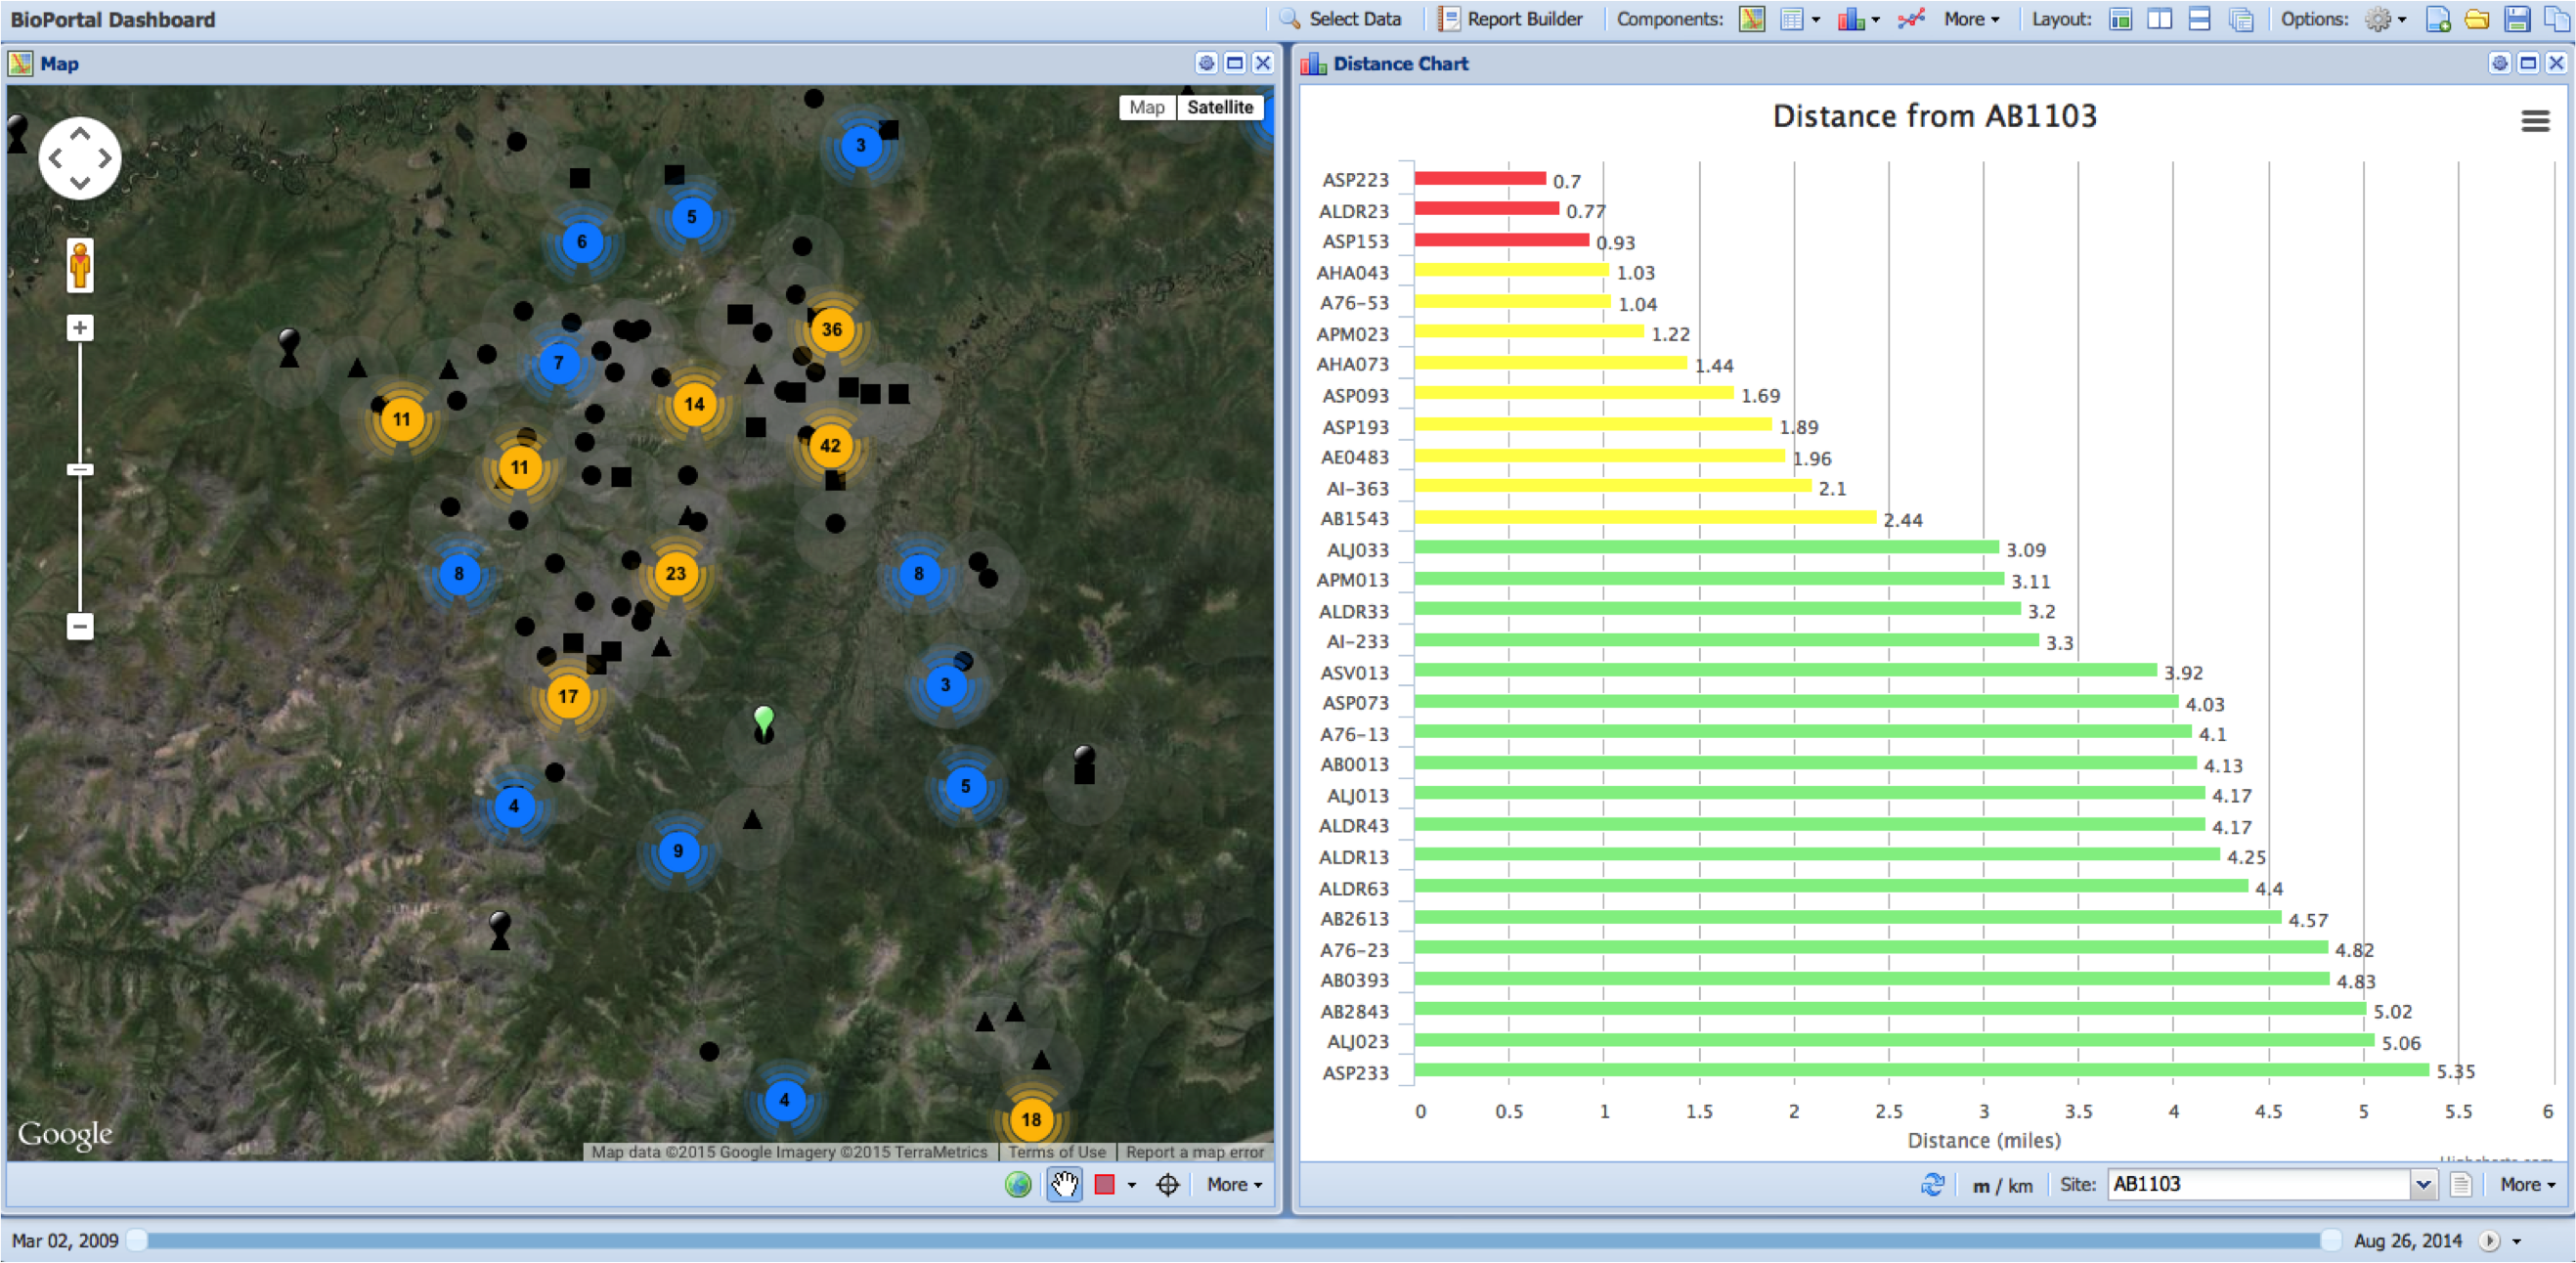 BioPortal Dashboard
Select Data Report Builder Components: More Layout: Options:
Map
Map Satellite
3
5
6
36
7
14
11
42
11
8
23
8
3
17
5
4
9
4
18
Google
Map data ©2015 Google Imagery ©2015 TerraMetrics Terms of Use Report a map error
More
Distance Chart
Distance from AB1103
ASP223 0.7
ALDR23 0.77
ASP153 0.93
AHA043 1.03
A76-53 1.04
APM023 1.22
AHA073 1.44
ASP093 1.69
ASP193 1.89
AE0483 1.96
AI-363 2.1
AB1543 2.44
ALJ033 3.09
APM013 3.11
ALDR33 3.2
AI-233 3.3
ASV013 3.92
ASP073 4.03
A76-13 4.1
AB0013 4.13
ALJ013 4.17
ALDR43 4.17
ALDR13 4.25
ALDR63 4.4
AB2613 4.57
A76-23 4.82
AB0393 4.83
AB2843 5.02
ALJ023 5.06
ASP233 5.35
0 0.5 1 1.5 2 2.5 3 3.5 4 4.5 5 5.5 6
Distance (miles)
m / km Site: AB1103 More
Mar 02, 2009 Aug 26, 2014